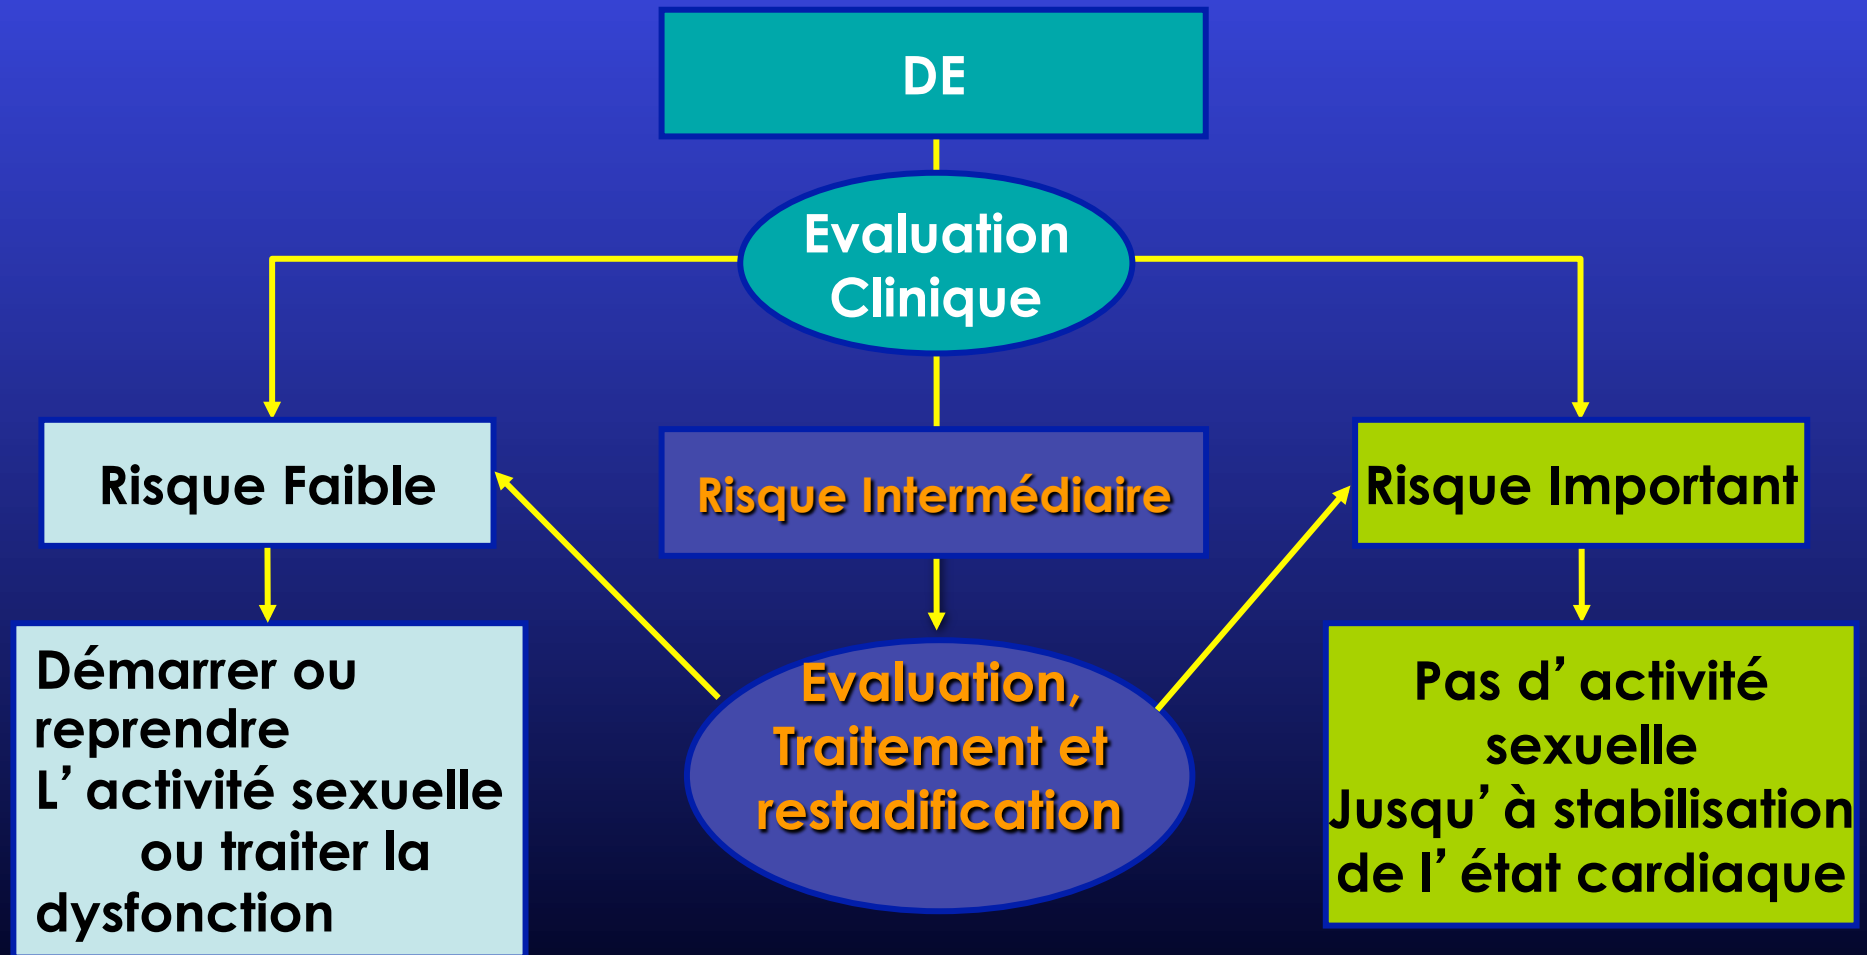 DE
Evaluation
Clinique
Risque Faible
Risque Intermédiaire
Risque Important
Démarrer ou
reprendre
L’ activité sexuelle
ou traiter la
dysfonction
Evaluation,
Traitement et
restadification
Pas d’ activité
sexuelle
Jusqu’ à stabilisation
de l’ état cardiaque